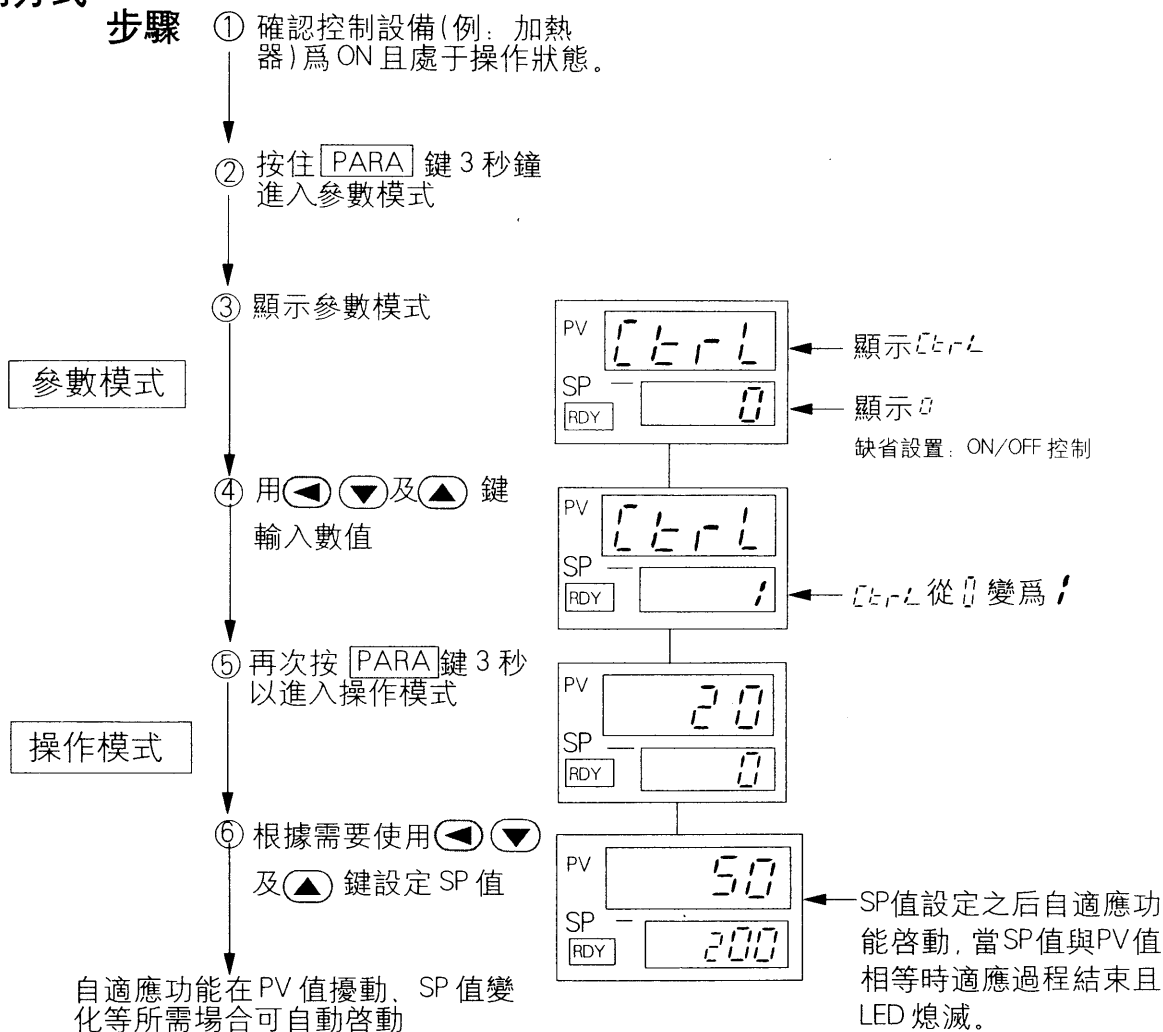 步驟
① 確認控制設備(例：加熱
器)爲 ON 且處于操作狀態。
② 按住 PARA 鍵 3 秒鐘
進入參數模式
③ 顯示參數模式
PV CtrL
顯示CtrL
參數模式
SP
RDY 0
顯示0
缺省設置：ON/OFF 控制
④ 用◀ ▼及▲ 鍵
輸入數值
PV CtrL
SP
RDY 1
CtrL從0變爲1
⑤ 再次按 PARA 鍵 3 秒
以進入操作模式
PV 20
操作模式
SP
RDY 0
⑥ 根據需要使用◀ ▼
及▲ 鍵設定 SP 值
PV 50
SP
RDY 200
SP值設定之后自適應功
能啓動, 當SP值與PV值
相等時適應過程結束且
LED 熄滅。
自適應功能在 PV 值擾動、SP 值變
化等所需場合可自動啓動